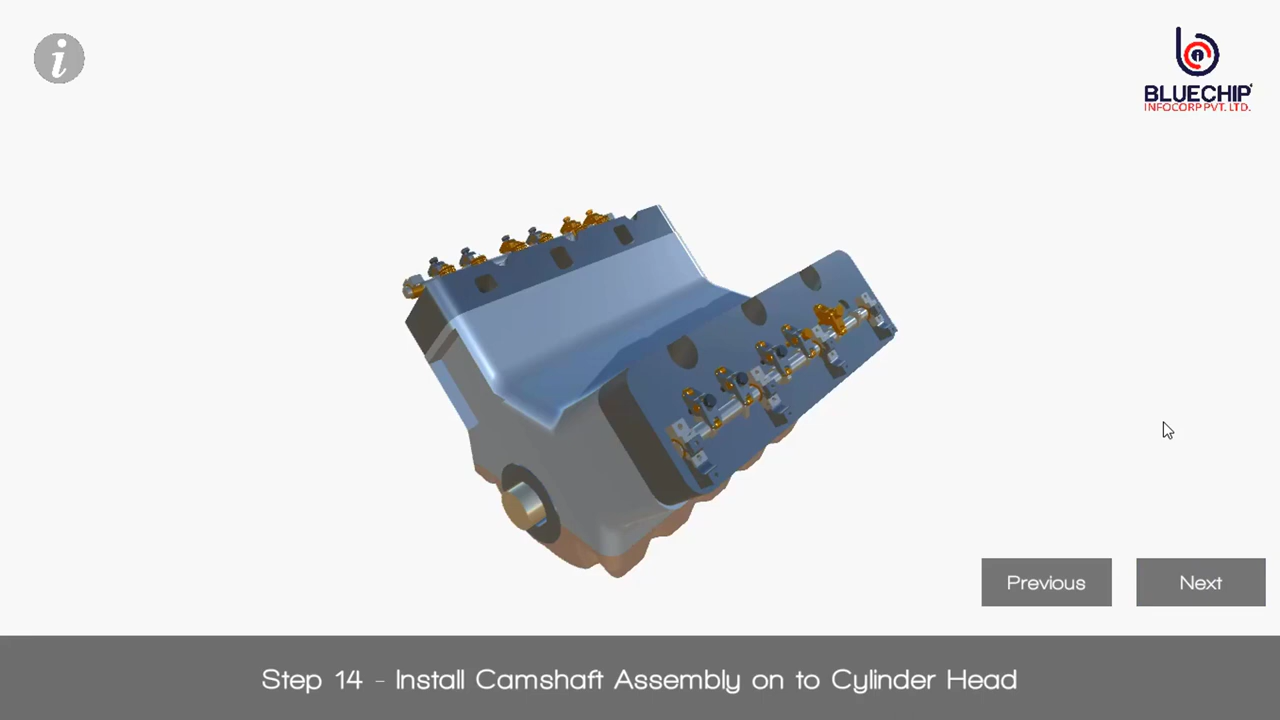 i
BLUECHIP
INFOCORP PVT. LTD.
Previous
Next
Step 14 - Install Camshaft Assembly on to Cylinder Head